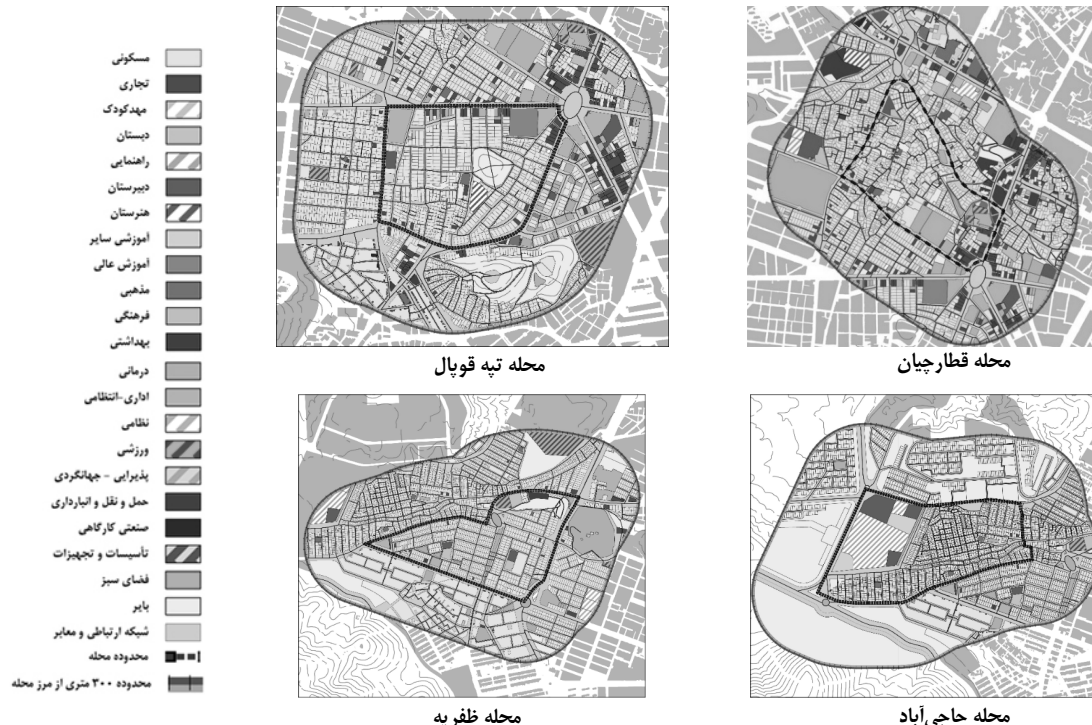 مسکونی
تجاری
مهدکودک
دبستان
راهنمایی
دبیرستان
هنرستان
آموزشی سایر
آموزش عالی
مذهبی
فرهنگی
بهداشتی
درمانی
اداری-انتظامی
نظامی
ورزشی
پذیرایی - جهانگردی
حمل و نقل و انبارداری
صنعتی کارگاهی
تأسیسات و تجهیزات
فضای سبز
بایر
شبکه ارتباطی و معابر
محدوده محله
محدوده ۳۰۰ متری از مرز محله
محله قطارچیان
محله تپه قوپال
محله حاجی‌آباد
محله ظفریه